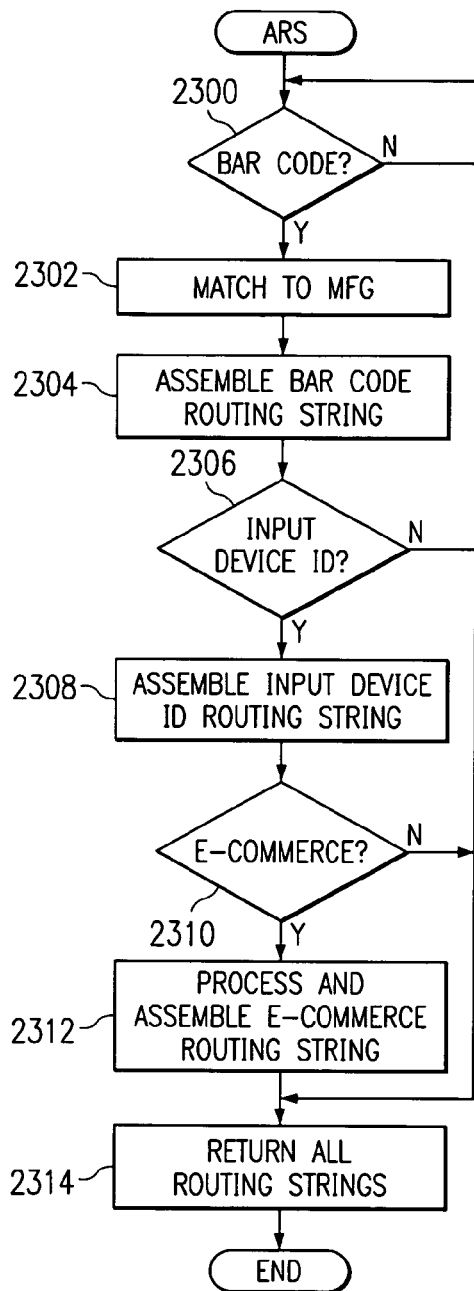 ARS
2300
BAR CODE?
N
Y
2302
MATCH TO MFG
2304
ASSEMBLE BAR CODE
ROUTING STRING
2306
INPUT
DEVICE ID?
N
Y
2308
ASSEMBLE INPUT DEVICE
ID ROUTING STRING
E-COMMERCE?
N
2310
Y
2312
PROCESS AND
ASSEMBLE E-COMMERCE
ROUTING STRING
2314
RETURN ALL
ROUTING STRINGS
END